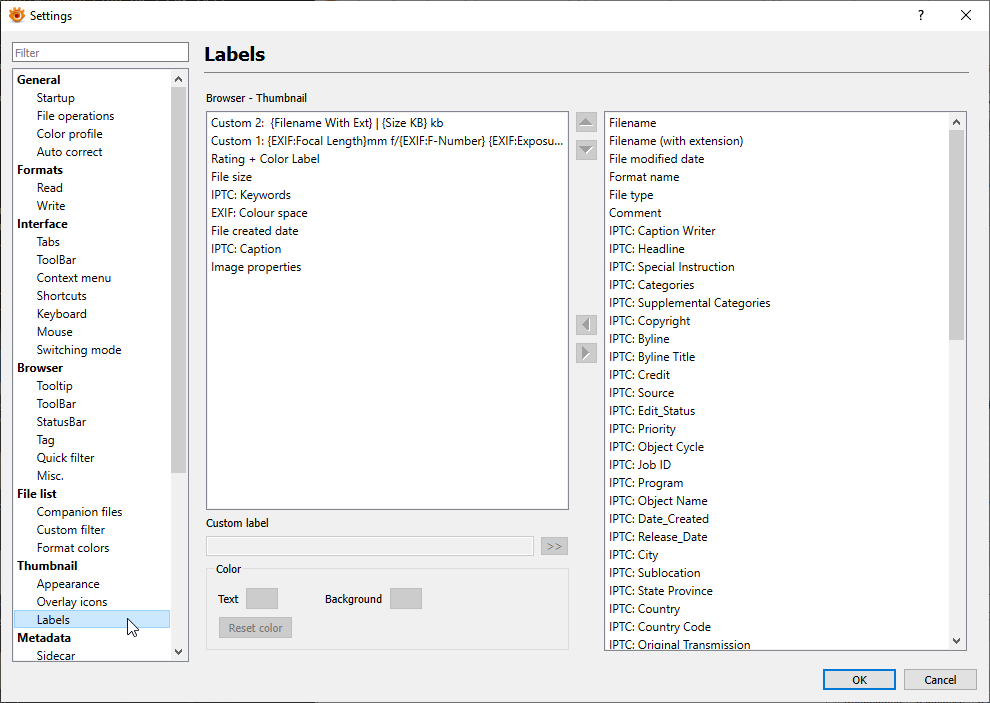 Settings
?
Filter
General
Startup
File operations
Color profile
Auto correct
Formats
Read
Write
Interface
Tabs
ToolBar
Context menu
Shortcuts
Keyboard
Mouse
Switching mode
Browser
Tooltip
ToolBar
StatusBar
Tag
Quick filter
Misc.
File list
Companion files
Custom filter
Format colors
Thumbnail
Appearance
Overlay icons
Labels
Metadata
Sidecar
Labels
Browser - Thumbnail
Custom 2:  {Filename With Ext} | {Size KB} kb
Custom 1: {EXIF:Focal Length}mm f/{EXIF:F-Number} {EXIF:Exposu...
Rating + Color Label
File size
IPTC: Keywords
EXIF: Colour space
File created date
IPTC: Caption
Image properties
Custom label
>>
Color
Text
Background
Reset color
Filename
Filename (with extension)
File modified date
Format name
File type
Comment
IPTC: Caption Writer
IPTC: Headline
IPTC: Special Instruction
IPTC: Categories
IPTC: Supplemental Categories
IPTC: Copyright
IPTC: Byline
IPTC: Byline Title
IPTC: Credit
IPTC: Source
IPTC: Edit_Status
IPTC: Priority
IPTC: Object Cycle
IPTC: Job ID
IPTC: Program
IPTC: Object Name
IPTC: Date_Created
IPTC: Release_Date
IPTC: City
IPTC: Sublocation
IPTC: State Province
IPTC: Country
IPTC: Country Code
IPTC: Original Transmission
OK
Cancel